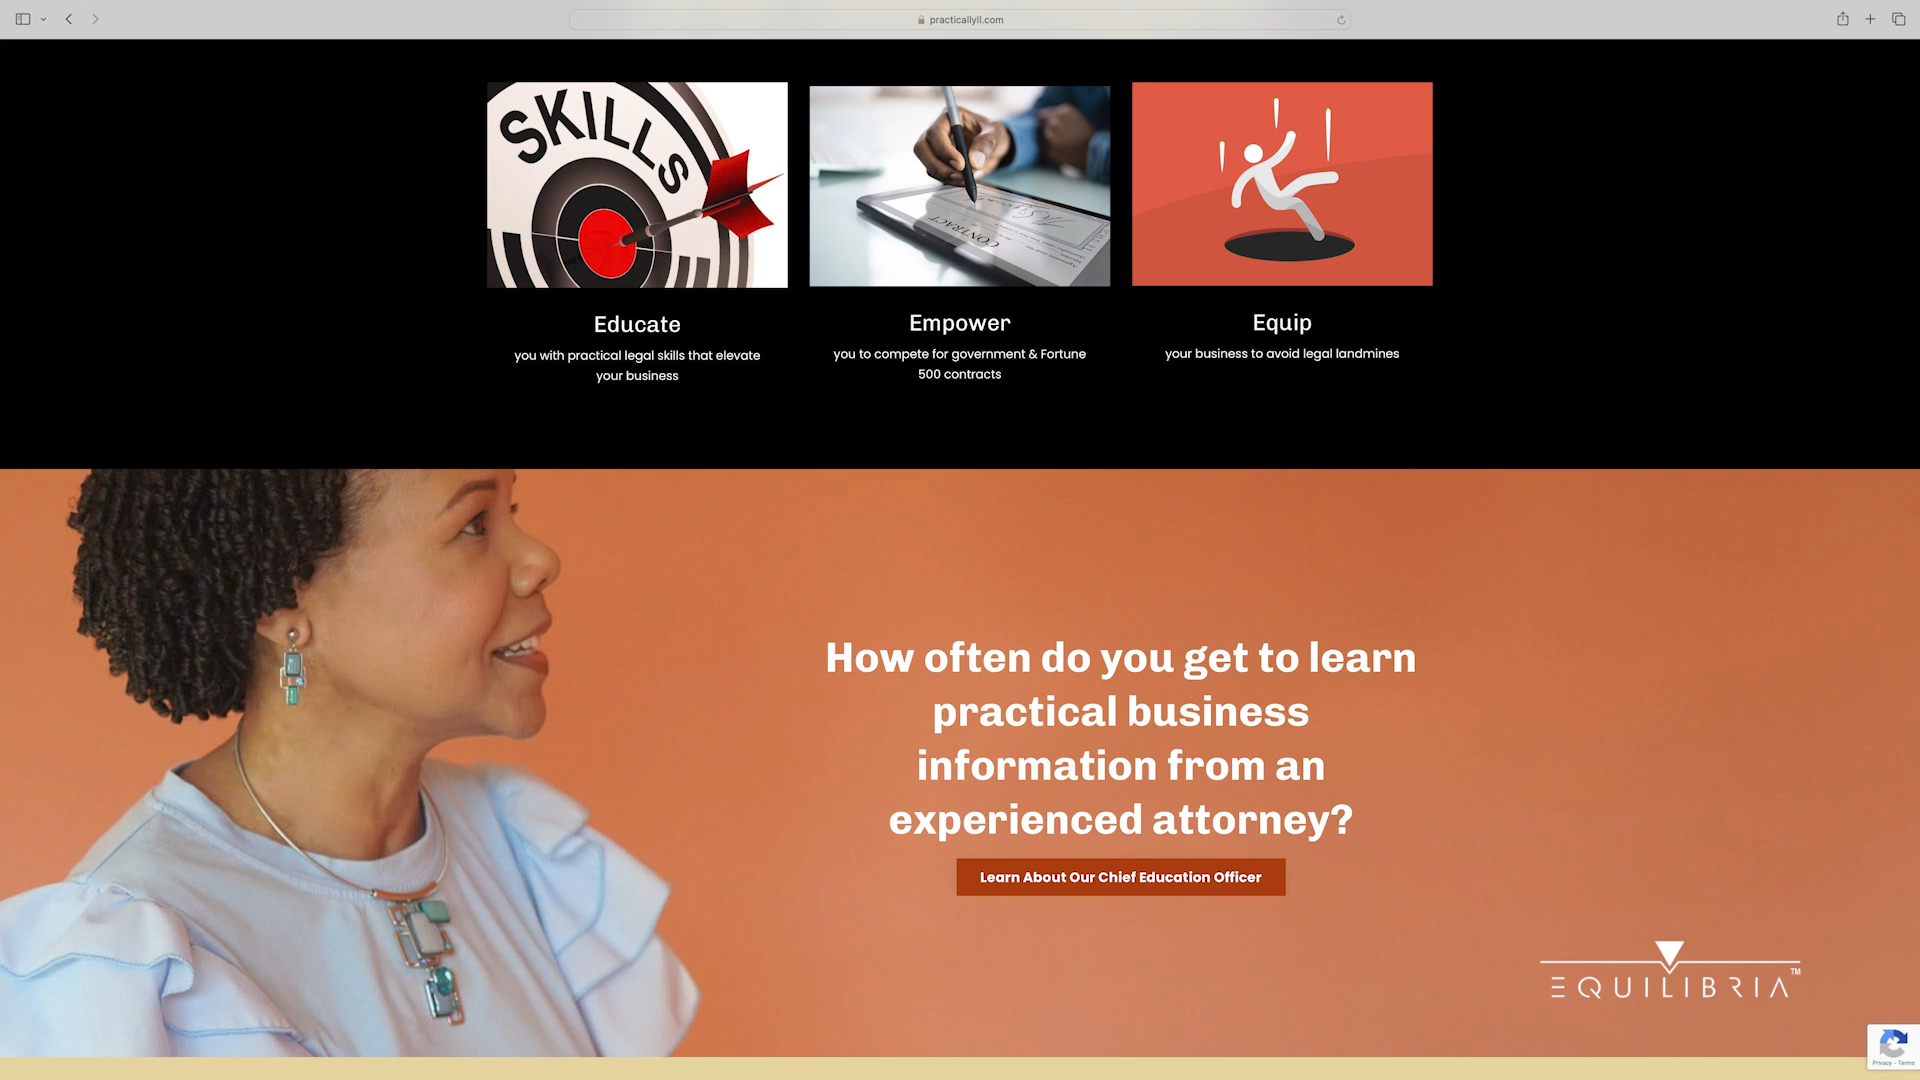 practicallyll.com
SKILLS
CONTRACT
Educate
you with practical legal skills that elevate
your business
Empower
you to compete for government & Fortune
500 contracts
Equip
your business to avoid legal landmines
How often do you get to learn
practical business
information from an
experienced attorney?
Learn About Our Chief Education Officer
EQUILIBRIA™
Privacy - Terms